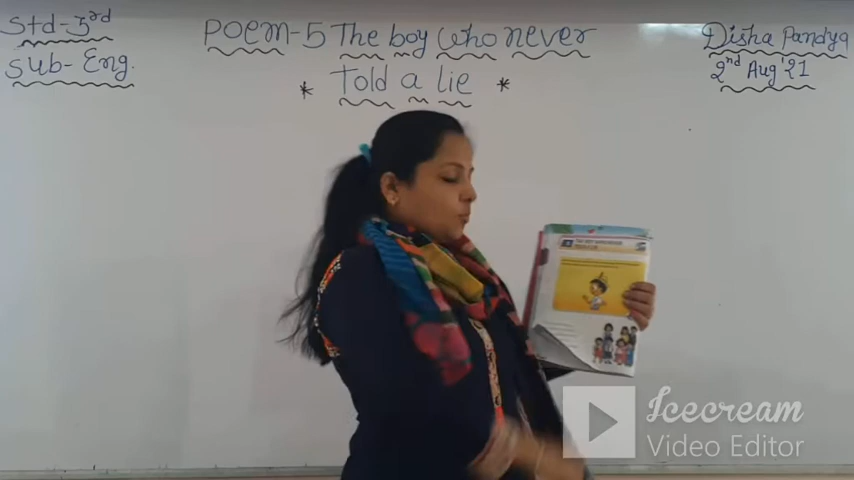 Std-3rd
Sub-Eng.
Poem-5 The boy who never
* Told a lie *
Disha Pandya
2nd Aug'21
Icecream
Video Editor